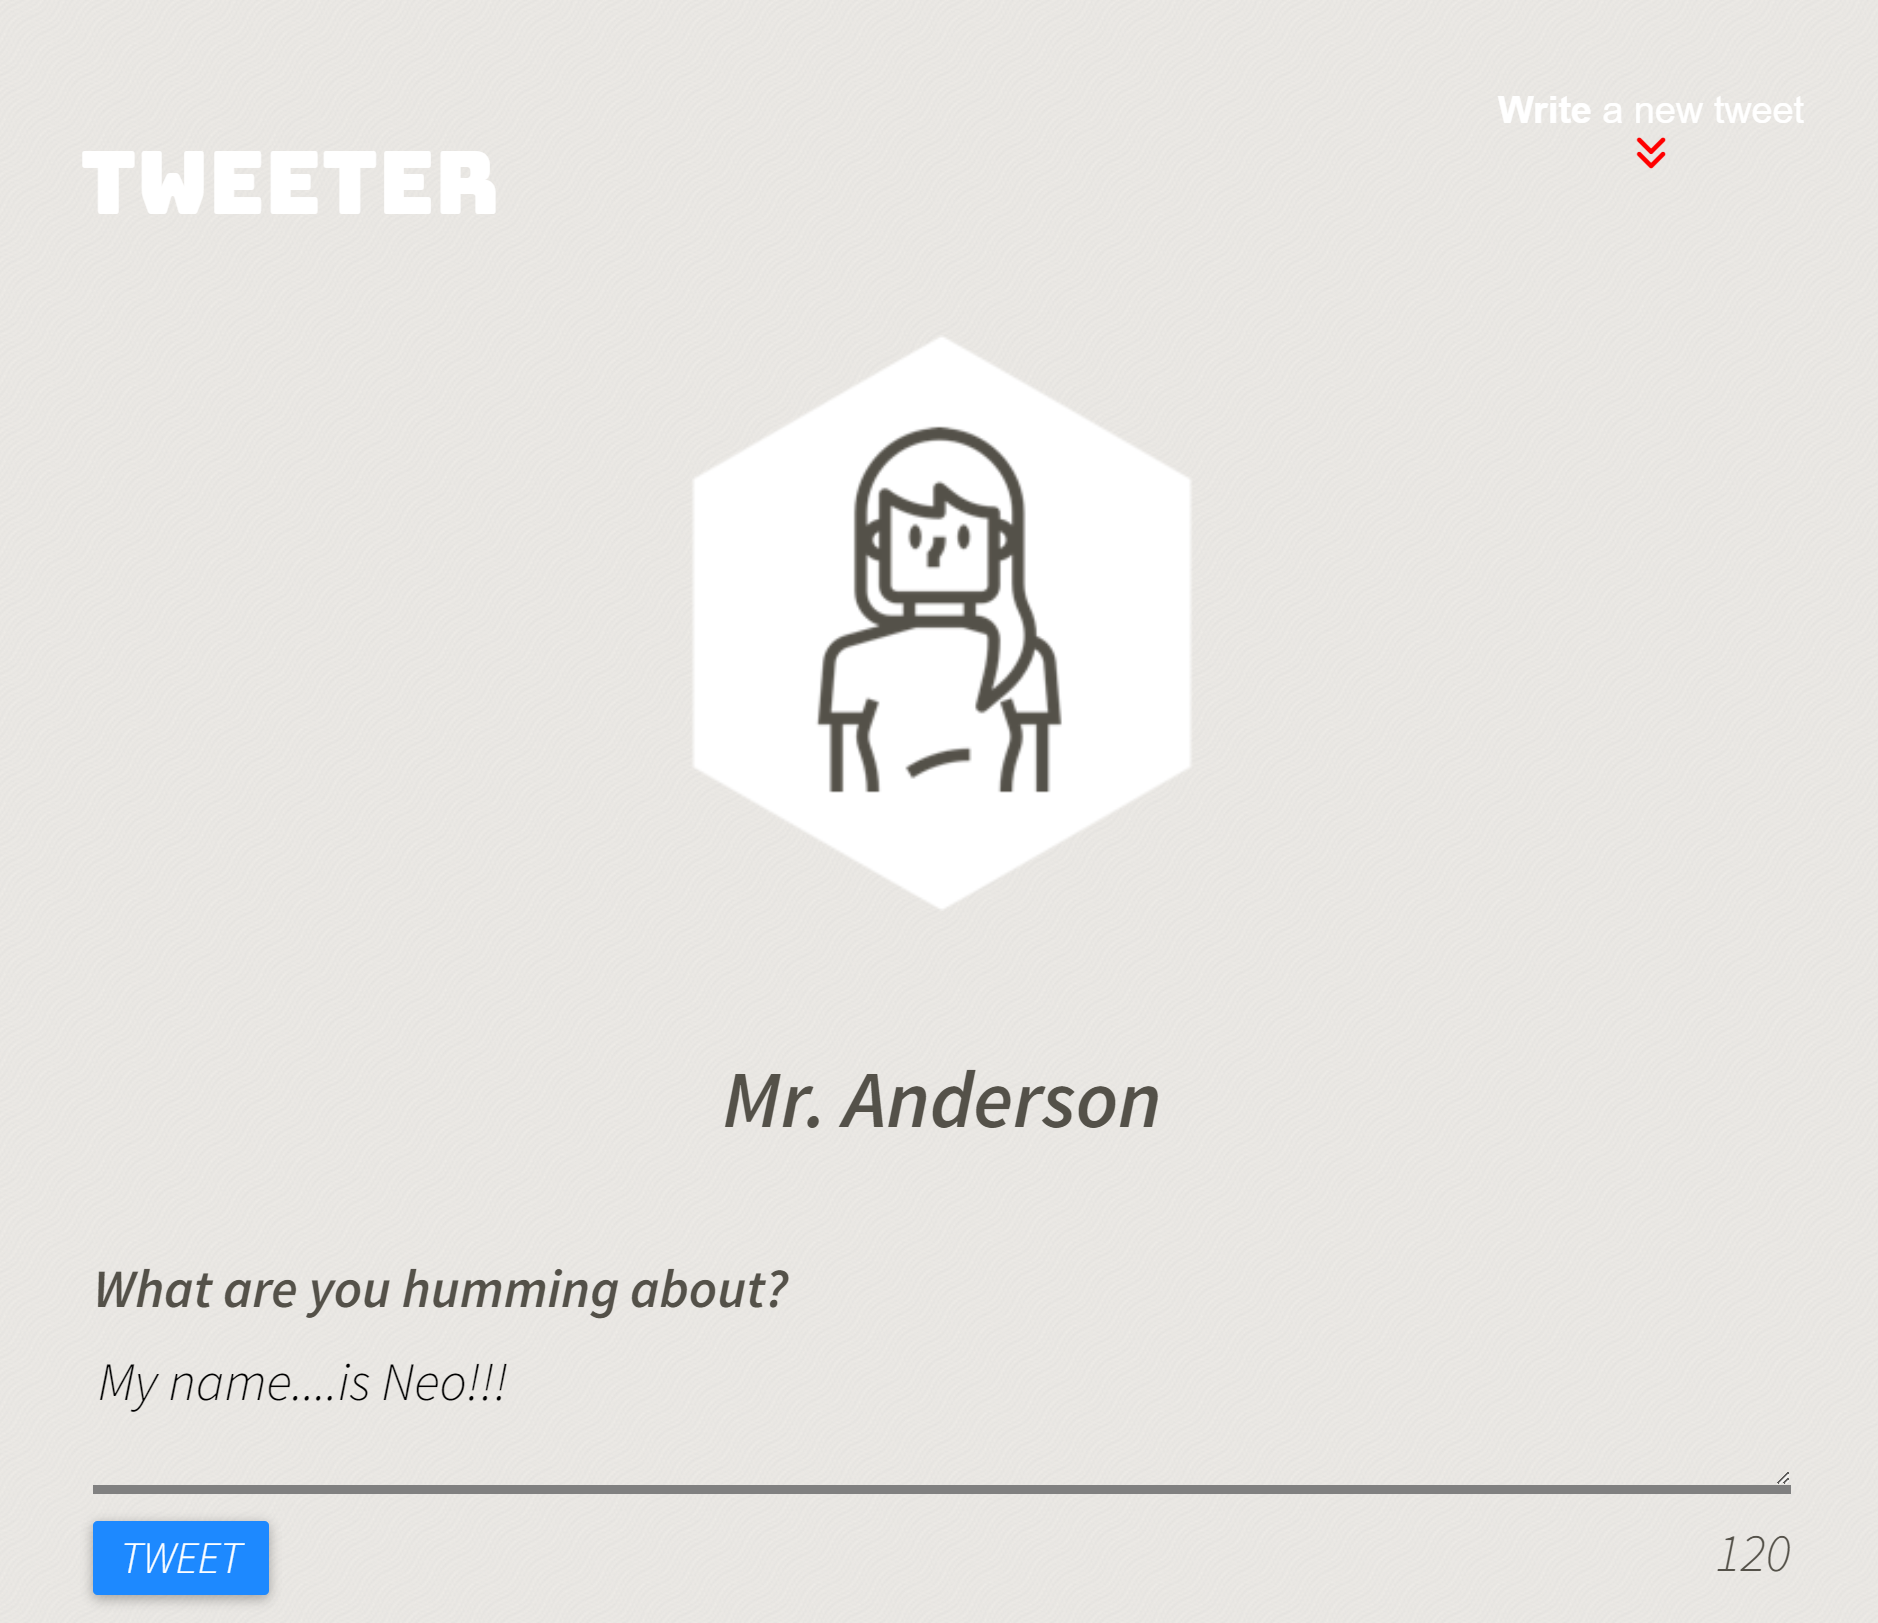 Write a new tweet
TWEETER
Mr. Anderson
What are you humming about?
My name....is Neo!!!
TWEET
120